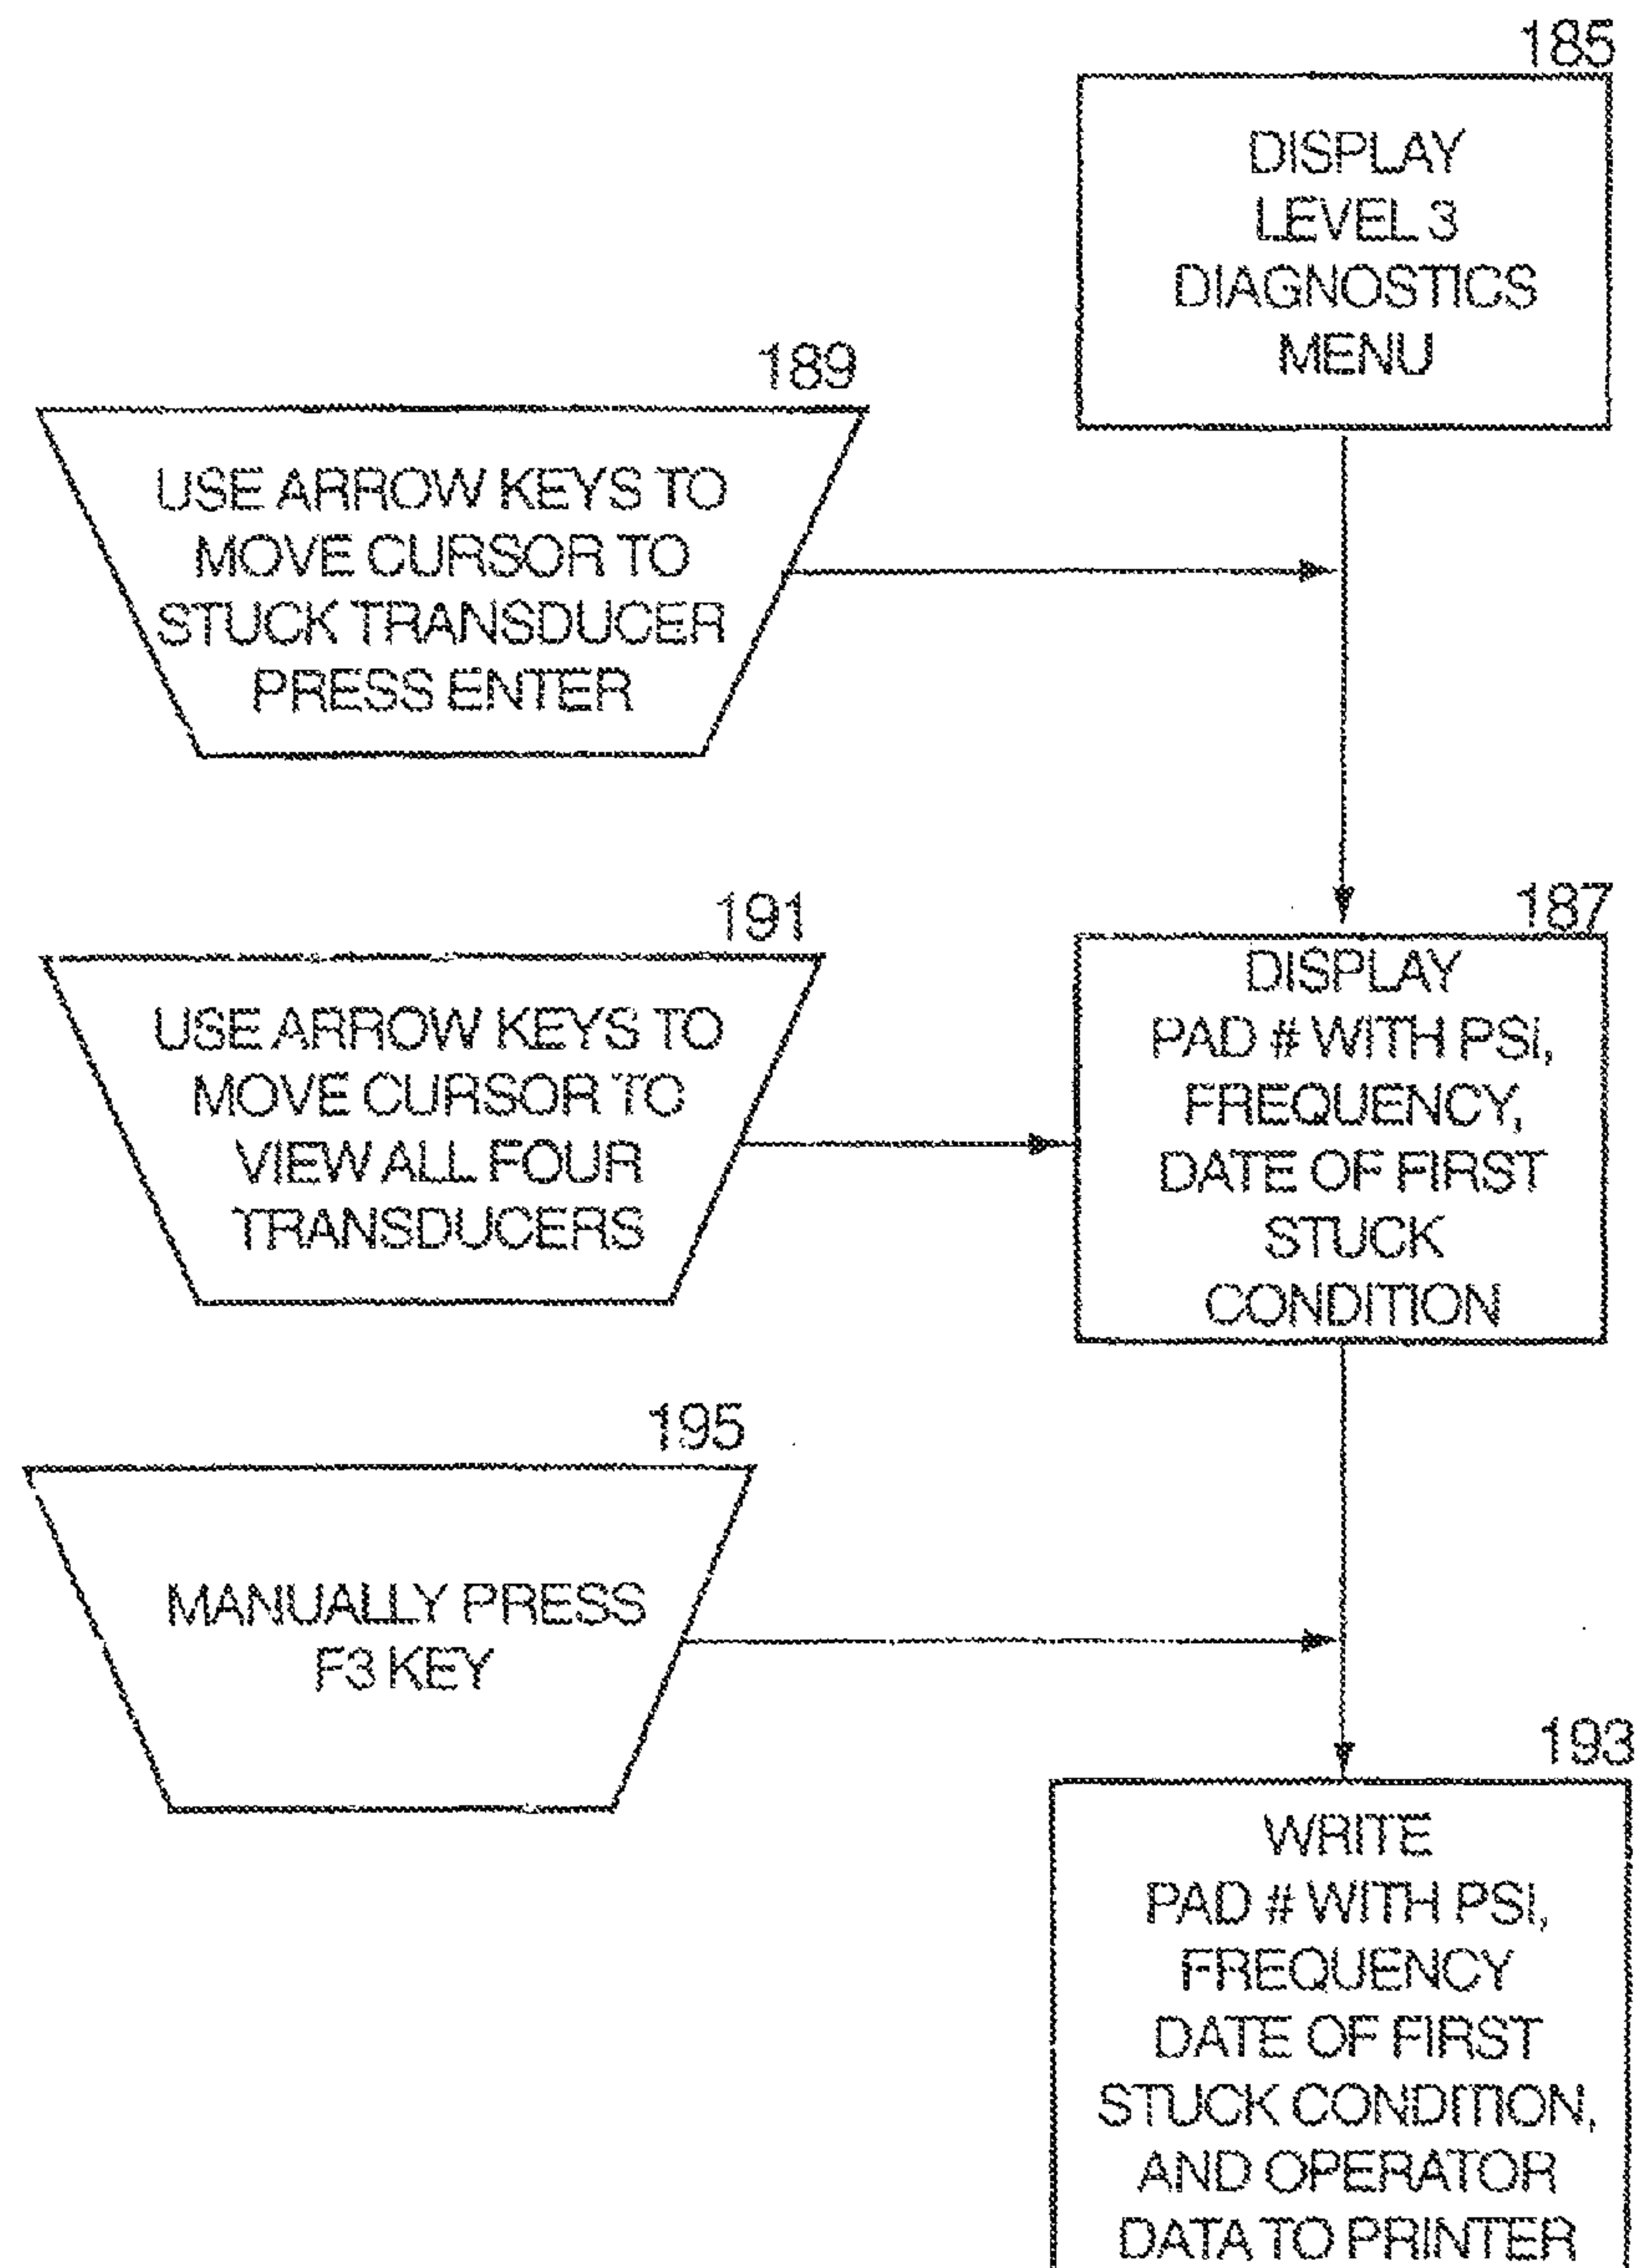 185
DISPLAY
LEVEL 3
DIAGNOSTICS
MENU
189
USE ARROW KEYS TO
MOVE CURSOR TO
STUCK TRANSDUCER
PRESS ENTER
191
USE ARROW KEYS TO
MOVE CURSOR TO
VIEW ALL FOUR
TRANSDUCERS
187
DISPLAY
PAD # WITH PSI,
FREQUENCY,
DATE OF FIRST
STUCK
CONDITION
195
MANUALLY PRESS
F3 KEY
193
WRITE
PAD # WITH PSI,
FREQUENCY
DATE OF FIRST
STUCK CONDITION,
AND OPERATOR
DATA TO PRINTER